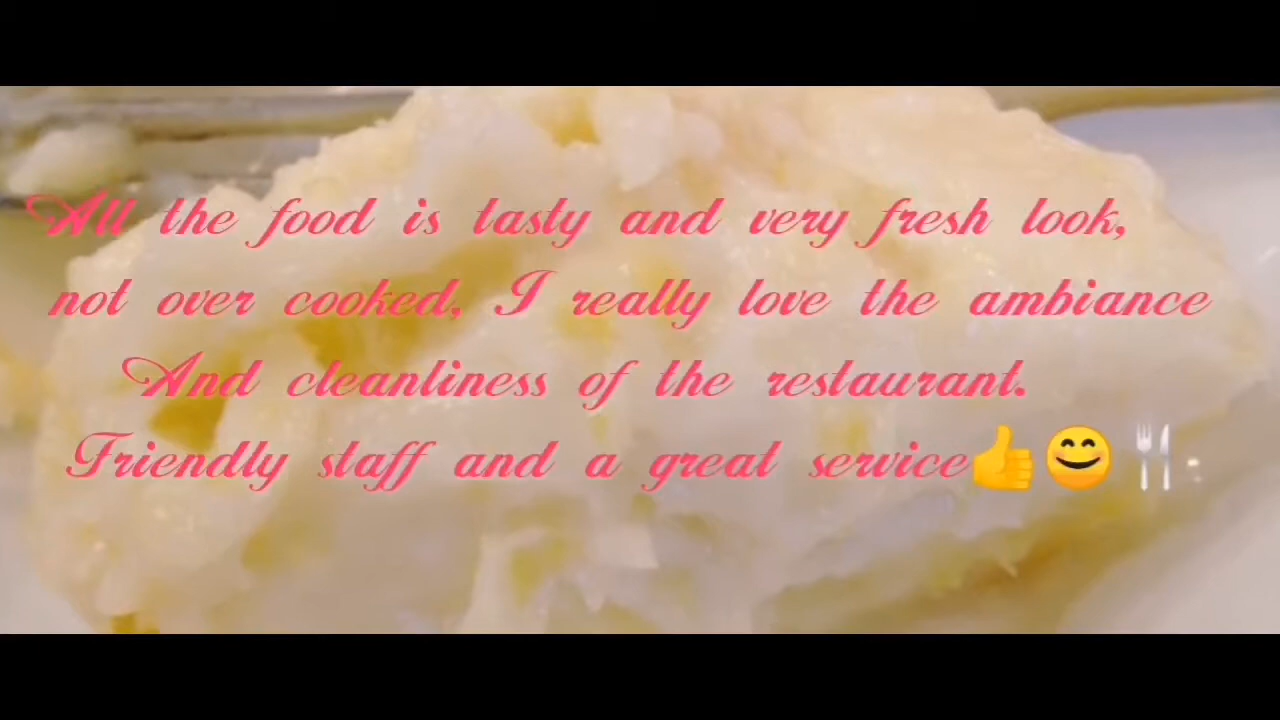 All the food is tasty and very fresh look,
not over cooked, I really love the ambiance
And cleanliness of the restaurant.
Friendly staff and a great service👍😊🍴.